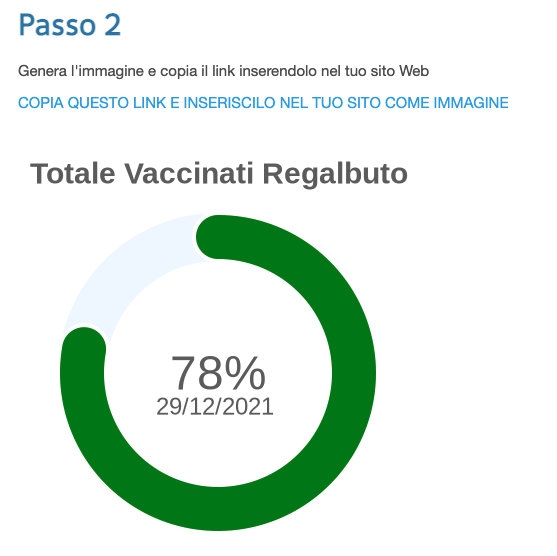 Passo 2
Genera l'immagine e copia il link inserendolo nel tuo sito Web
COPIA QUESTO LINK E INSERISCILO NEL TUO SITO COME IMMAGINE
Totale Vaccinati Regalbuto
78%
29/12/2021